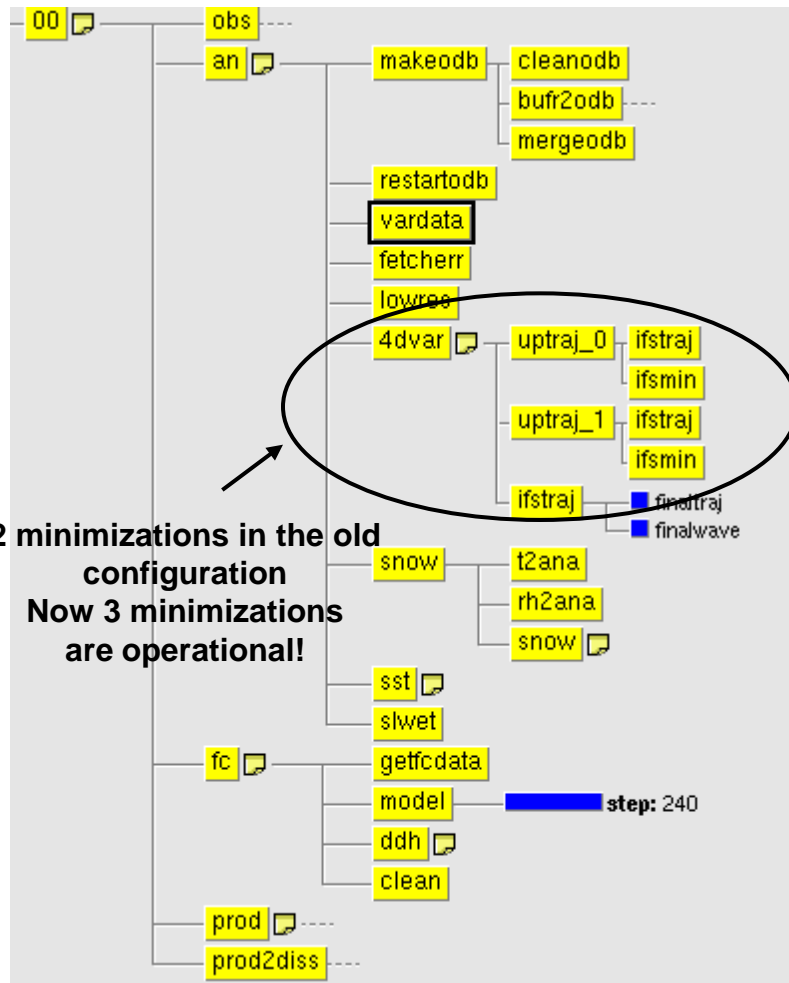 00
obs
an
makeodb
cleanodb
bufr2odb
mergeodb
restartodb
vardata
fetcherr
lowres
4dvar
uptraj_0
ifstraj
ifsmin
uptraj_1
ifstraj
ifsmin
ifstraj
finaltraj
finalwave
2 minimizations in the old
configuration
Now 3 minimizations
are operational!
snow
t2ana
rh2ana
snow
sst
slwet
fc
getfcdata
model
step: 240
ddh
clean
prod
prod2diss